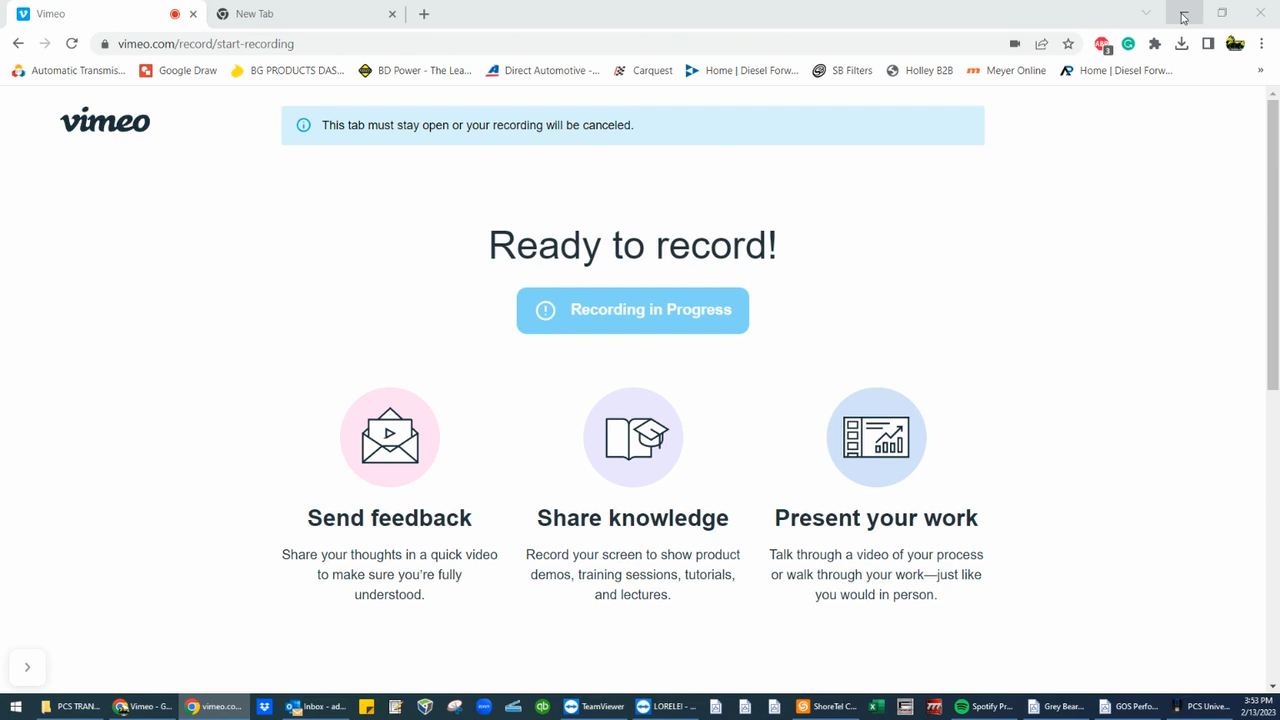 Vimeo
New Tab
vimeo.com/record/start-recording
3
Automatic Transmis...
Google Draw
BG PRODUCTS DAS...
BD Power - The Lea...
Direct Automotive -...
Carquest
Home | Diesel Forw...
SB Filters
Holley B2B
Meyer Online
Home | Diesel Forw...
»
vimeo
This tab must stay open or your recording will be canceled.
Ready to record!
Recording in Progress
Send feedback
Share your thoughts in a quick video
to make sure you're fully
understood.
Share knowledge
Record your screen to show product
demos, training sessions, tutorials,
and lectures.
Present your work
Talk through a video of your process
or walk through your work—just like
you would in person.
PCS TRAN...
Vimeo - G...
vimeo.co...
Inbox - ad...
TeamViewer
LORELEI - ...
ShoreTel C...
Spotify Pr...
Grey Bear...
GOS Perfo...
PCS Unive...
3:53 PM
2/13/2023